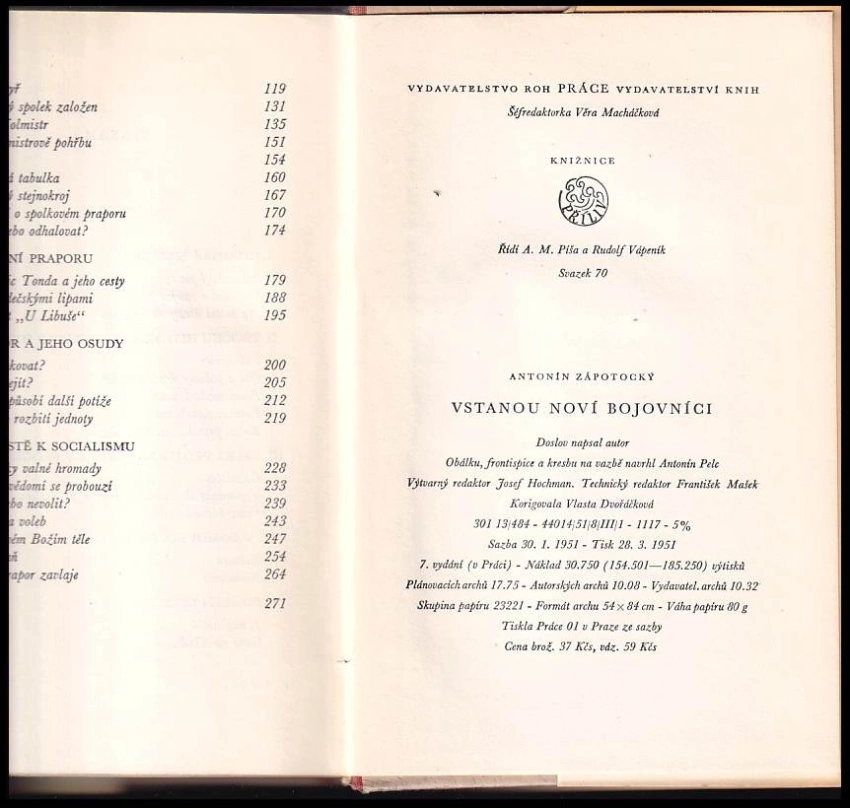 119
spolek založen 131
135
pohřbu 151
154
tabulka 160
stejnokroj 167
o spolkovém praporu 170
odhalovat? 174
PRAPORU
Tonda a jeho cesty 179
lipami 188
„U Libuše“ 195
A JEHO OSUDY
200
205
další potíže 212
rozbití jednoty 219
K SOCIALISMU
valné hromady 228
se probouzí 233
nevolit? 239
voleb 243
Božím těle 247
254
zavlaje 264
271
VYDAVATELSTVO ROH PRÁCE VYDAVATELSTVÍ KNIH
Šéfredaktorka Věra Macháčková
KNIŽNICE
PŘÍLIV
Řídí A. M. Píša a Rudolf Vápeník
Svazek 70
ANTONÍN ZÁPOTOCKÝ
VSTANOU NOVÍ BOJOVNÍCI
Doslov napsal autor
Obálku, frontispice a kresbu na vazbě navrhl Antonín Pelc
Výtvarný redaktor Josef Hochman. Technický redaktor František Mašek
Korigovala Vlasta Dvořáčková
301 13|484 - 44014|51|8|III|1 - 1117 - 5%
Sazba 30. 1. 1951 - Tisk 28. 3. 1951
7. vydání (v Práci) - Náklad 30.750 (154.501—185.250) výtisků
Plánovacích archů 17.75 - Autorských archů 10.08 - Vydavatel. archů 10.32
Skupina papíru 23221 - Formát archu 54 × 84 cm - Váha papíru 80 g
Tiskla Práce 01 v Praze ze sazby
Cena brož. 37 Kčs, váz. 59 Kčs